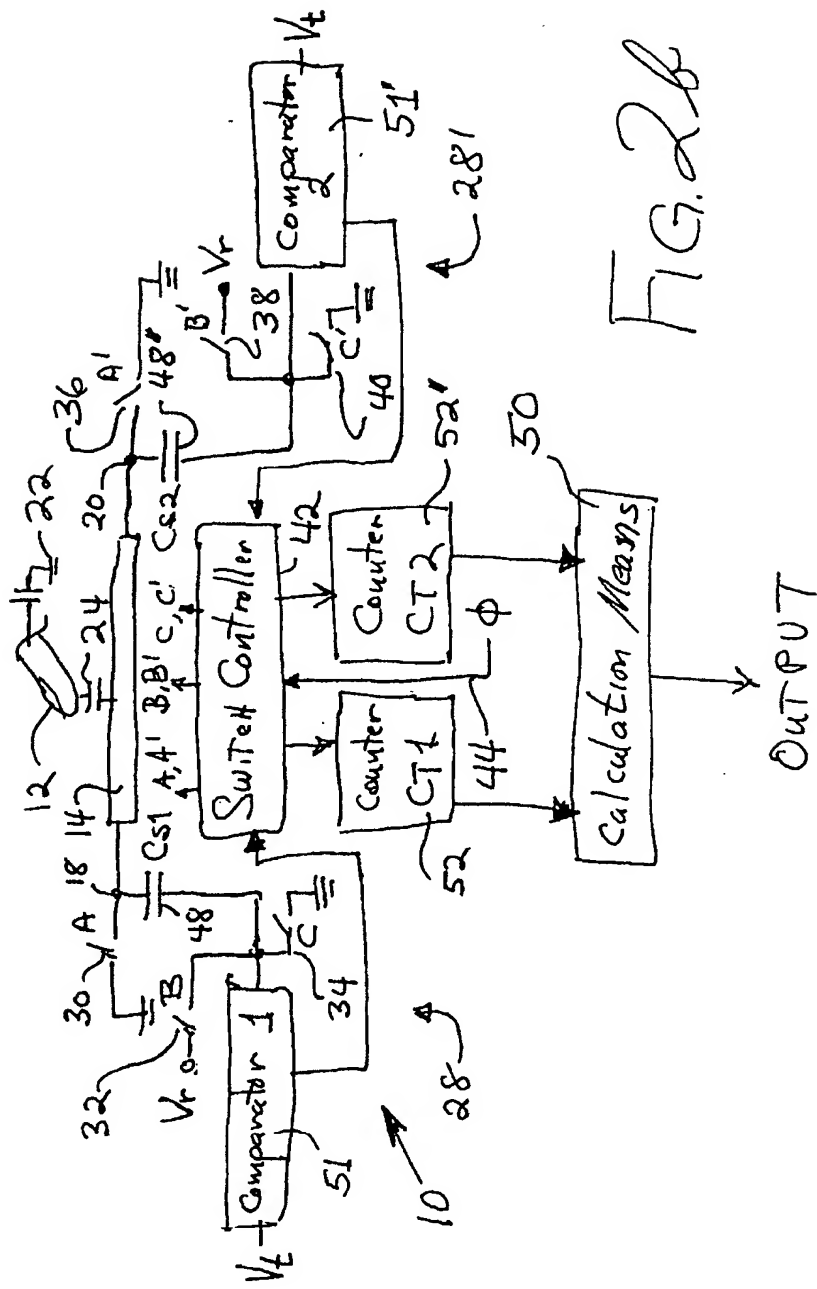 12
22
24
14
18
20
36
A'
A
30
Cs1
48
Cs2
48'
B
32
Vr
A, A'
B, B'
C, C'
B'
Vr
38
C
34
C'
40
Switch Controller
42
Comparator 1
Vt
51
Comparator
2
Vt
51'
28
28'
10
Counter
CT1
52
Counter
CT2
52'
44
ϕ
50
Calculation Means
OUTPUT
FIG. 2b